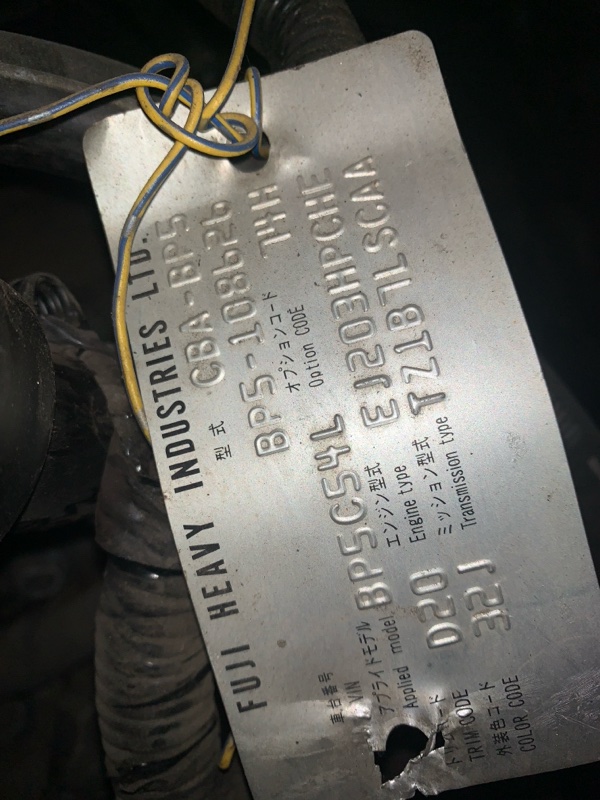 FUJI HEAVY INDUSTRIES LTD.
型式 CBA-BP5
車台番号
VIN
BP5-108626
アプライドモデル
Applied model
BP5C54L
オプションコード
Option CODE
74H
エンジン型式
Engine type
EJ203HPCHE
ミッション型式
Transmission type
TZ1B7LSCAA
TRIM CODE
D20
外装色コード
COLOR CODE
32J